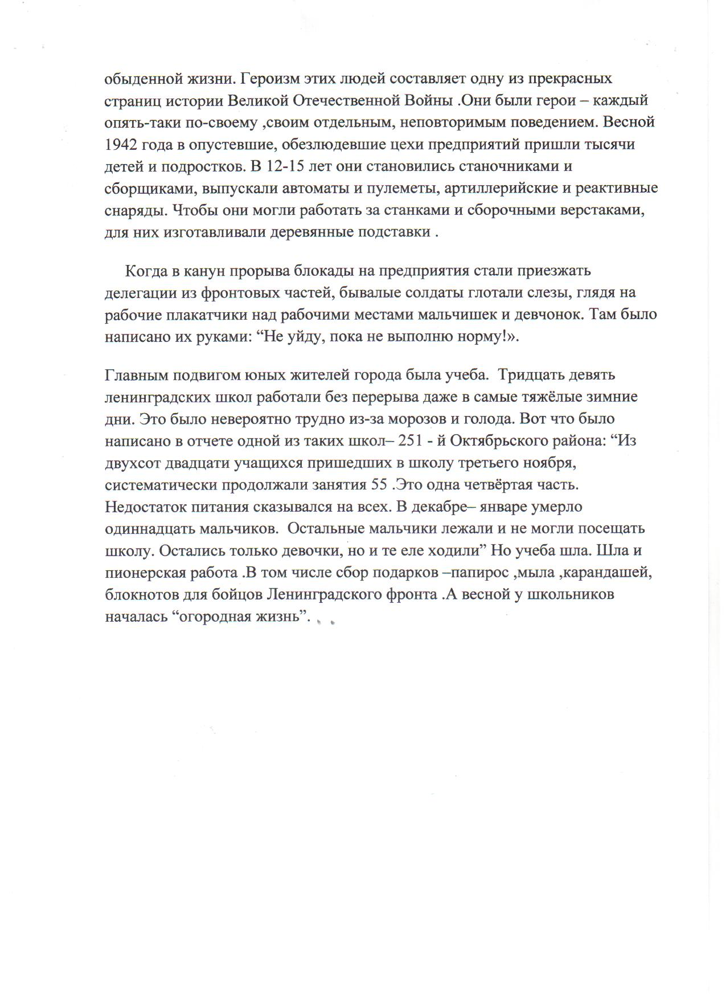 обыденной жизни. Героизм этих людей составляет одну из прекрасных
страниц истории Великой Отечественной Войны .Они были герои – каждый
опять-таки по-своему ,своим отдельным, неповторимым поведением. Весной
1942 года в опустевшие, обезлюдевшие цехи предприятий пришли тысячи
детей и подростков. В 12-15 лет они становились станочниками и
сборщиками, выпускали автоматы и пулеметы, артиллерийские и реактивные
снаряды. Чтобы они могли работать за станками и сборочными верстаками,
для них изготавливали деревянные подставки .
Когда в канун прорыва блокады на предприятия стали приезжать
делегации из фронтовых частей, бывалые солдаты глотали слезы, глядя на
рабочие плакатчики над рабочими местами мальчишек и девчонок. Там было
написано их руками: “Не уйду, пока не выполню норму!».
Главным подвигом юных жителей города была учеба.  Тридцать девять
ленинградских школ работали без перерыва даже в самые тяжёлые зимние
дни. Это было невероятно трудно из-за морозов и голода. Вот что было
написано в отчете одной из таких школ– 251 - й Октябрьского района: “Из
двухсот двадцати учащихся пришедших в школу третьего ноября,
систематически продолжали занятия 55 .Это одна четвёртая часть.
Недостаток питания сказывался на всех. В декабре– январе умерло
одиннадцать мальчиков.  Остальные мальчики лежали и не могли посещать
школу. Остались только девочки, но и те еле ходили” Но учеба шла. Шла и
пионерская работа .В том числе сбор подарков –папирос ,мыла ,карандашей,
блокнотов для бойцов Ленинградского фронта .А весной у школьников
началась “огородная жизнь”.